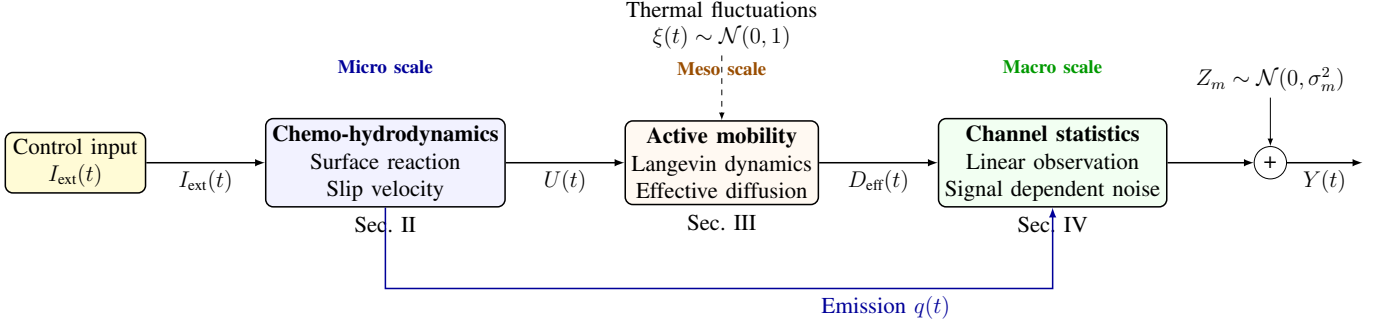 Thermal fluctuations
ξ(t) ∼ 𝒩(0, 1)
Micro scale
Meso scale
Macro scale
Z_m ∼ 𝒩(0, σ_m^2)
Control input
I_ext(t)
I_ext(t)
Chemo-hydrodynamics
Surface reaction
Slip velocity
Sec. II
U(t)
Active mobility
Langevin dynamics
Effective diffusion
Sec. III
D_eff(t)
Channel statistics
Linear observation
Signal dependent noise
Sec. IV
+
Y(t)
Emission q(t)